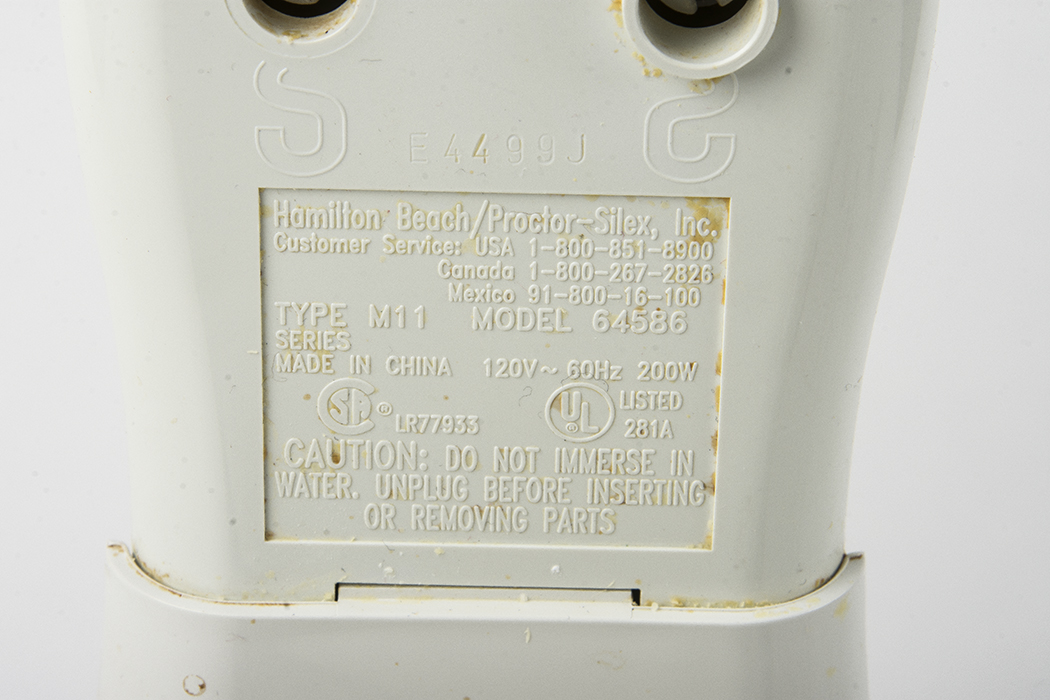 E4499J
Hamilton Beach/Proctor-Silex, Inc.
Customer Service: USA 1-800-851-8900
Canada 1-800-267-2826
Mexico 91-800-16-100
TYPE M11 MODEL 64586
SERIES
MADE IN CHINA 120V~ 60Hz 200W
SA ® LR77933 UL ® LISTED 281A
CAUTION: DO NOT IMMERSE IN
WATER. UNPLUG BEFORE INSERTING
OR REMOVING PARTS